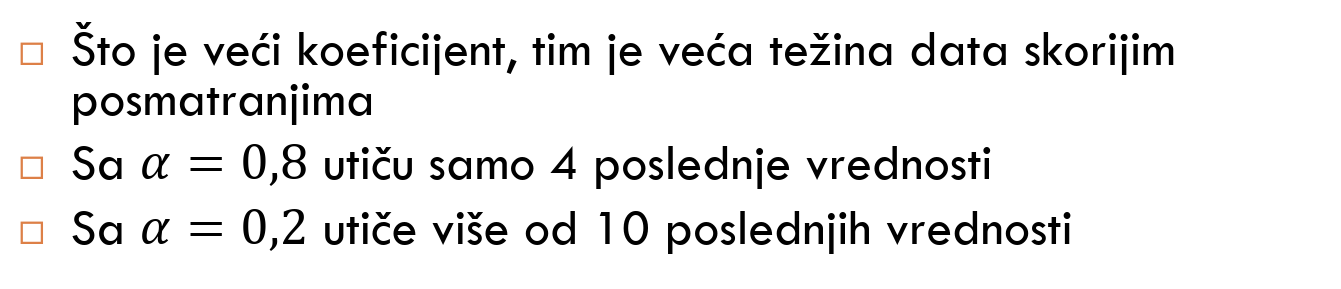 Što je veći koeficijent, tim je veća težina data skorijim
posmatranjima
Sa 𝛼 = 0,8 utiču samo 4 poslednje vrednosti
Sa 𝛼 = 0,2 utiče više od 10 poslednjih vrednosti